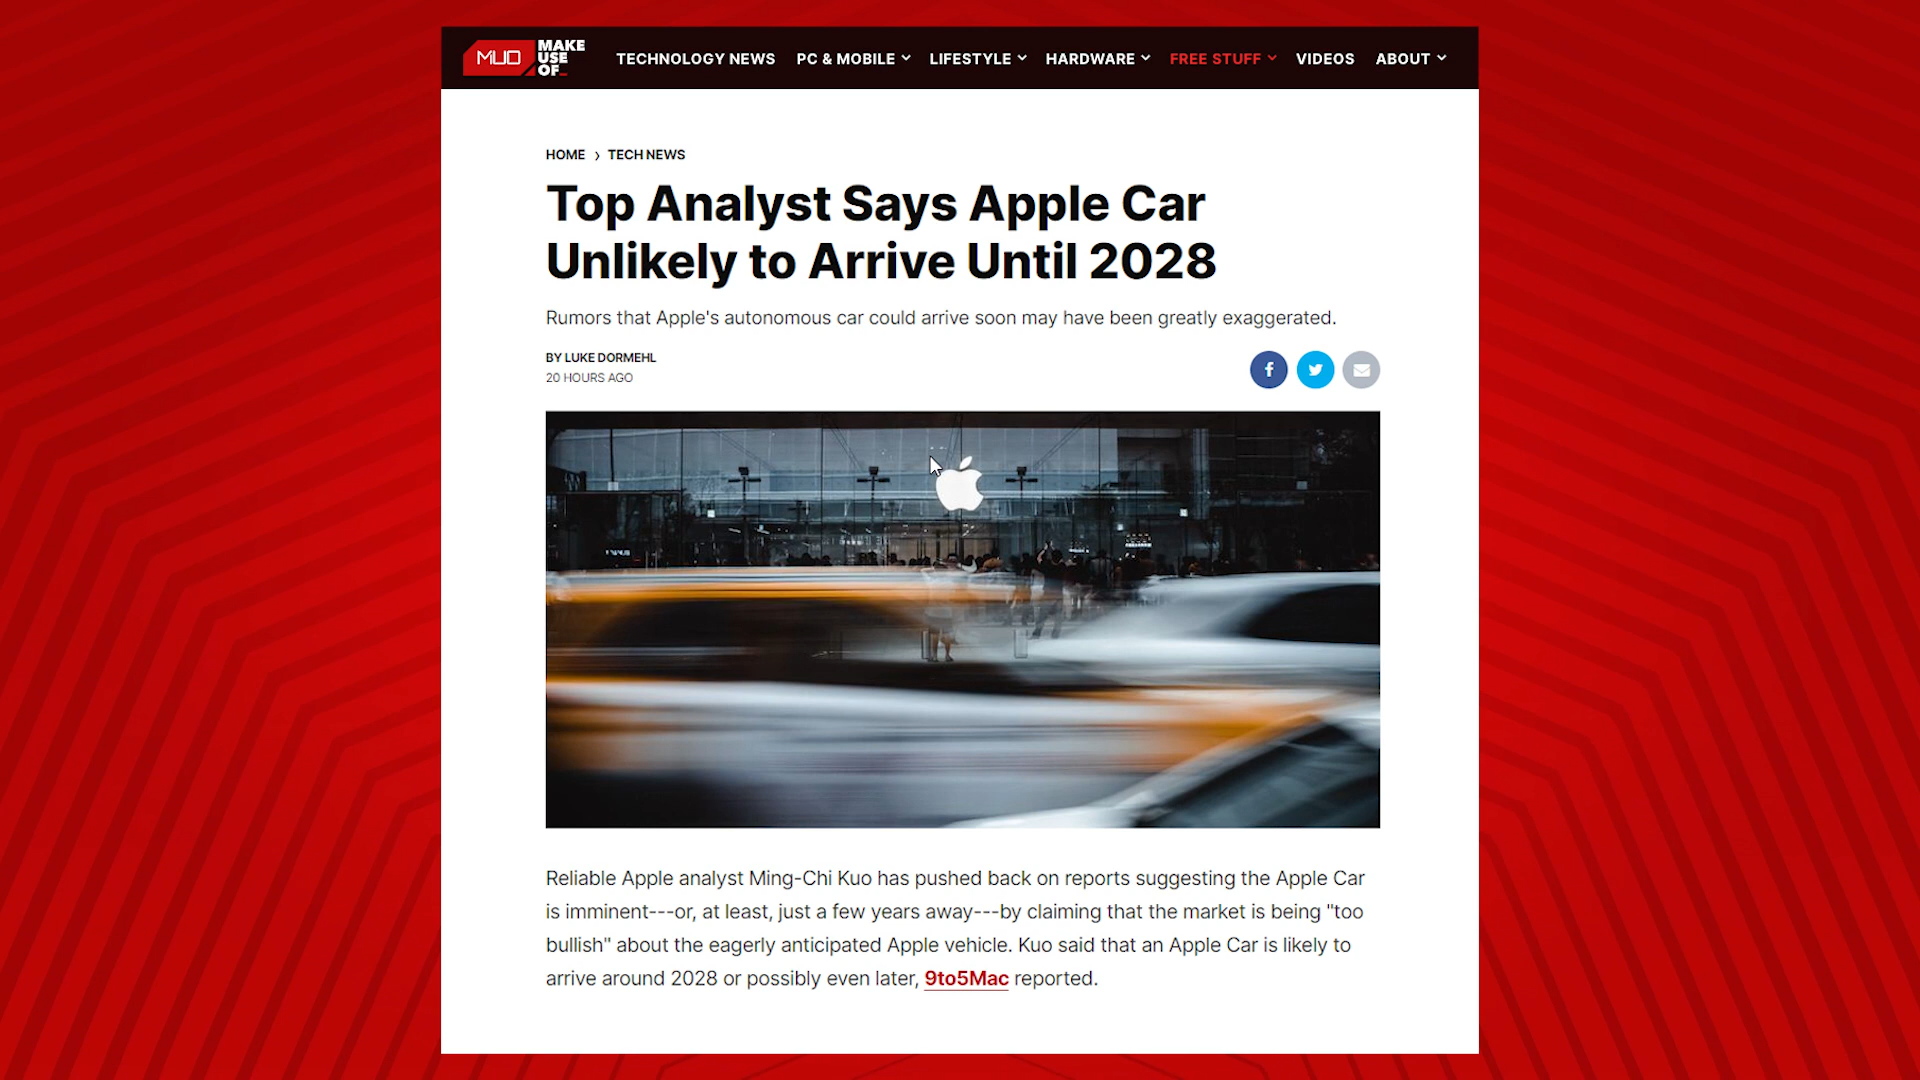 MUO MAKE
USE
OF_
TECHNOLOGY NEWS PC & MOBILE LIFESTYLE HARDWARE FREE STUFF VIDEOS ABOUT
HOME > TECH NEWS
Top Analyst Says Apple Car
Unlikely to Arrive Until 2028
Rumors that Apple's autonomous car could arrive soon may have been greatly exaggerated.
BY LUKE DORMEHL
20 HOURS AGO
Reliable Apple analyst Ming-Chi Kuo has pushed back on reports suggesting the Apple Car
is imminent---or, at least, just a few years away---by claiming that the market is being "too
bullish" about the eagerly anticipated Apple vehicle. Kuo said that an Apple Car is likely to
arrive around 2028 or possibly even later, 9to5Mac reported.